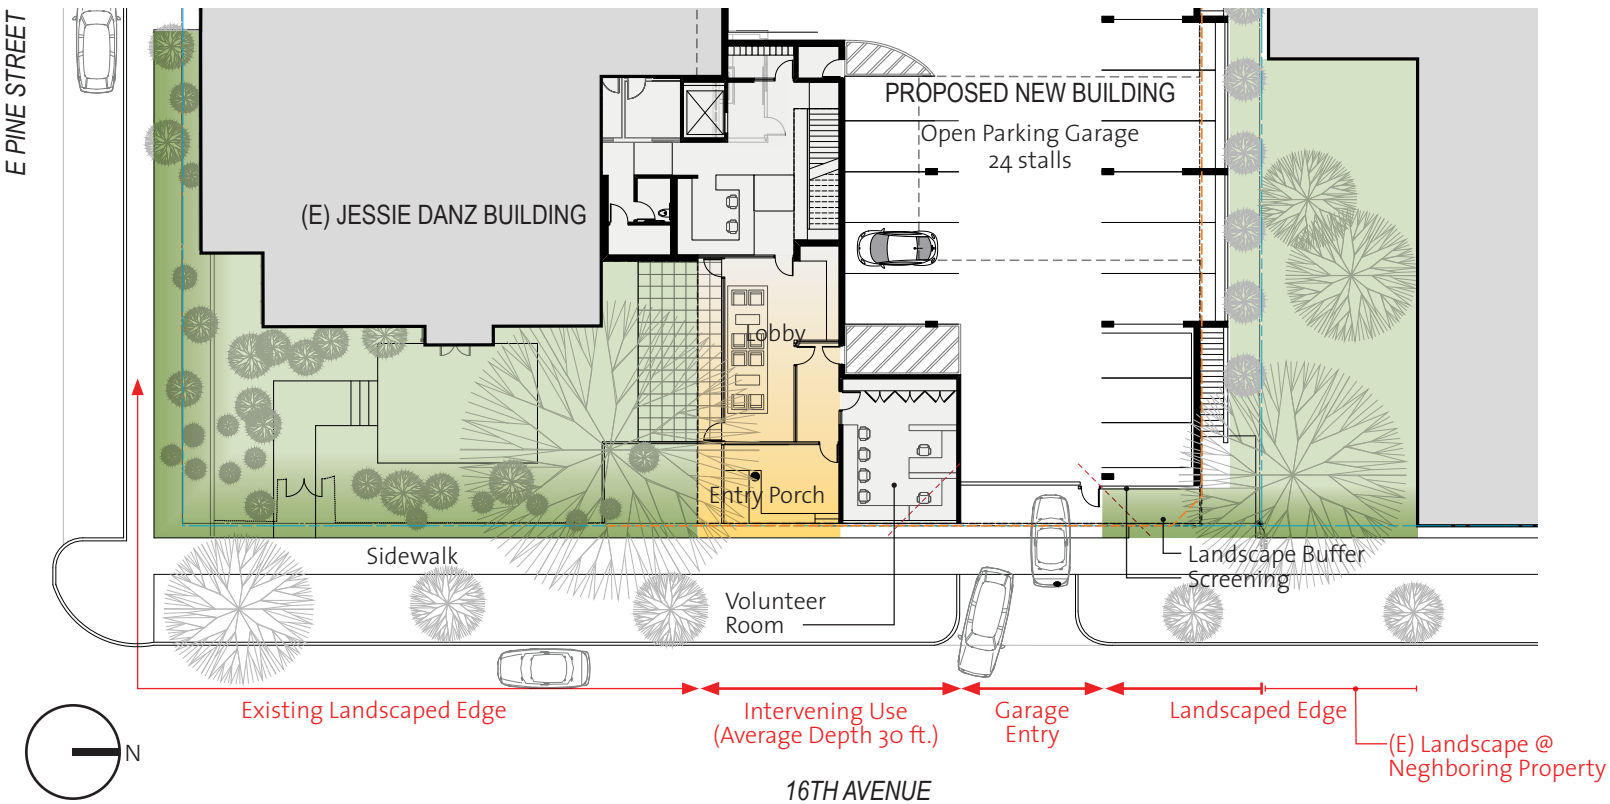 E PINE STREET
PROPOSED NEW BUILDING
Open Parking Garage
24 stalls
(E) JESSIE DANZ BUILDING
Lobby
Entry Porch
Sidewalk
Landscape Buffer
Screening
Volunteer
Room
Existing Landscaped Edge
Intervening Use
(Average Depth 30 ft.)
Garage
Entry
Landscaped Edge
(E) Landscape @
Neghboring Property
N
16TH AVENUE